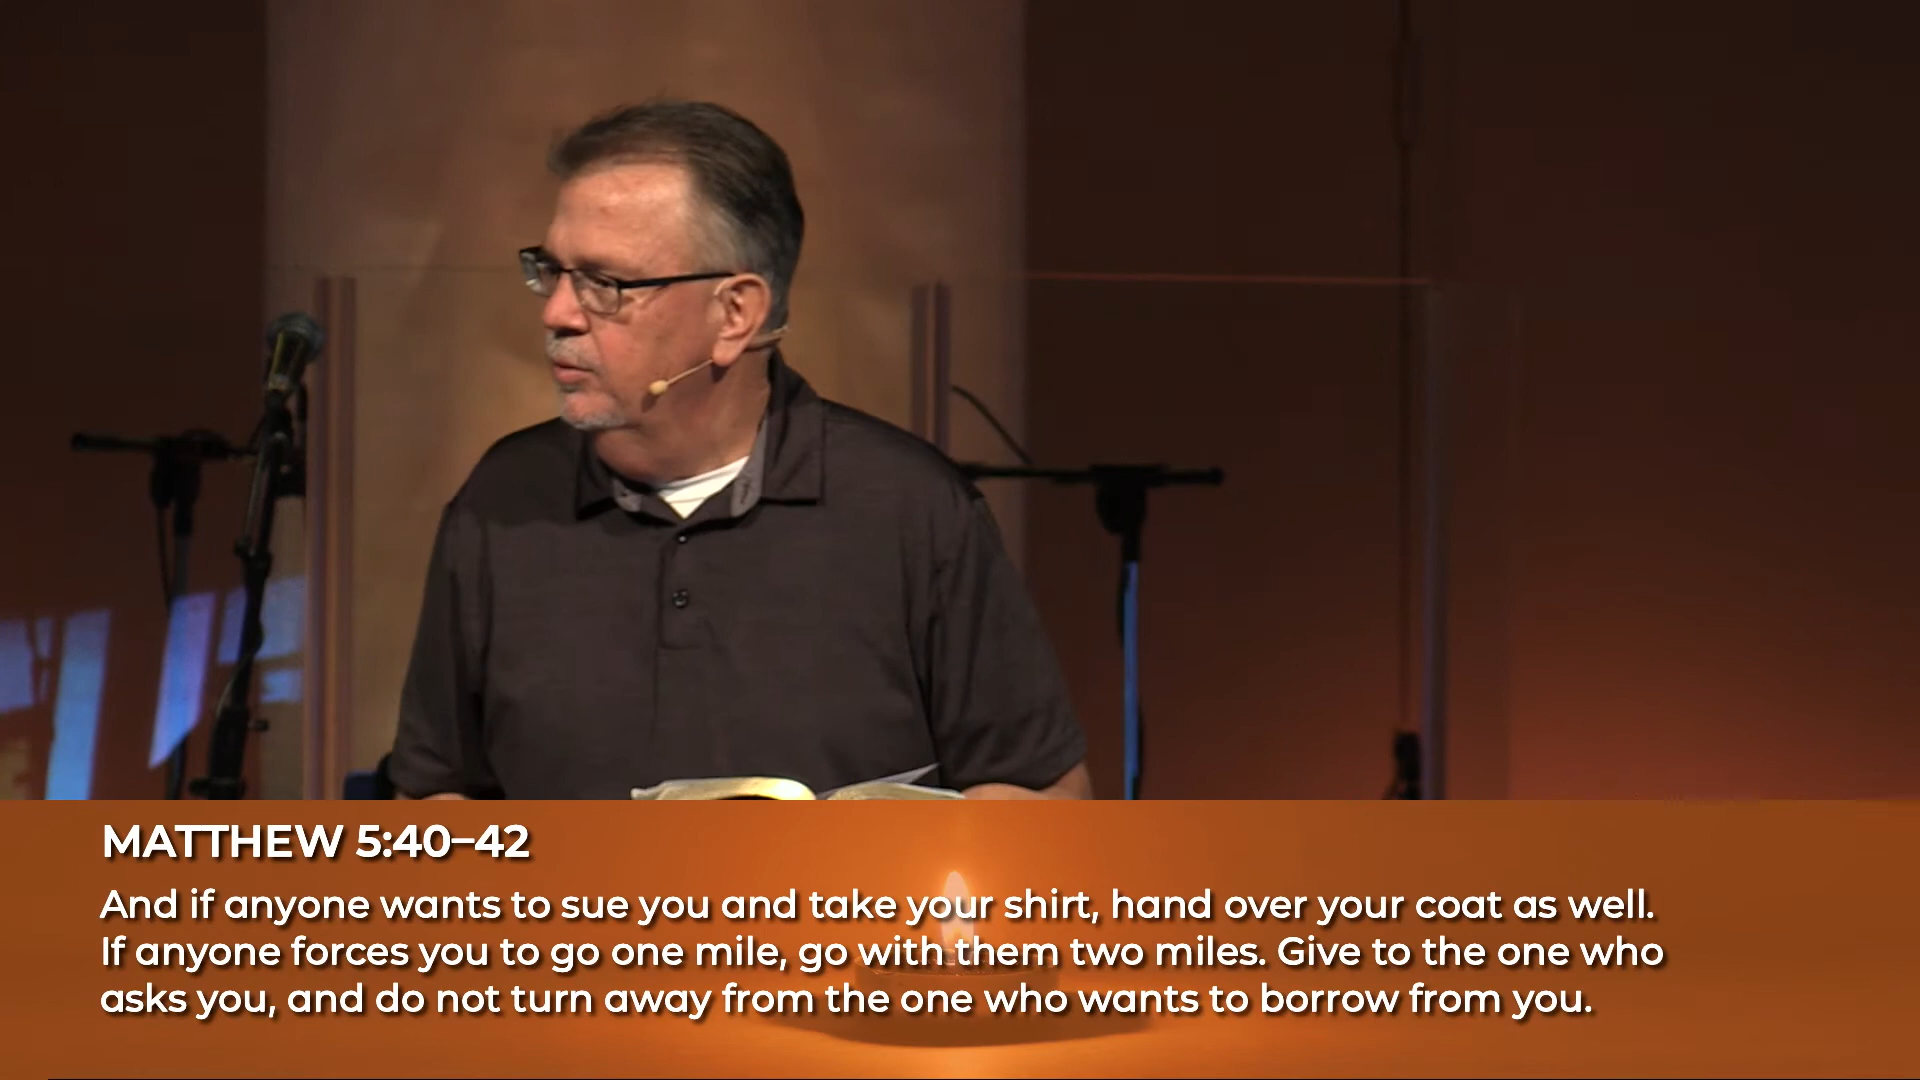 MATTHEW 5:40–42
And if anyone wants to sue you and take your shirt, hand over your coat as well.
If anyone forces you to go one mile, go with them two miles. Give to the one who
asks you, and do not turn away from the one who wants to borrow from you.